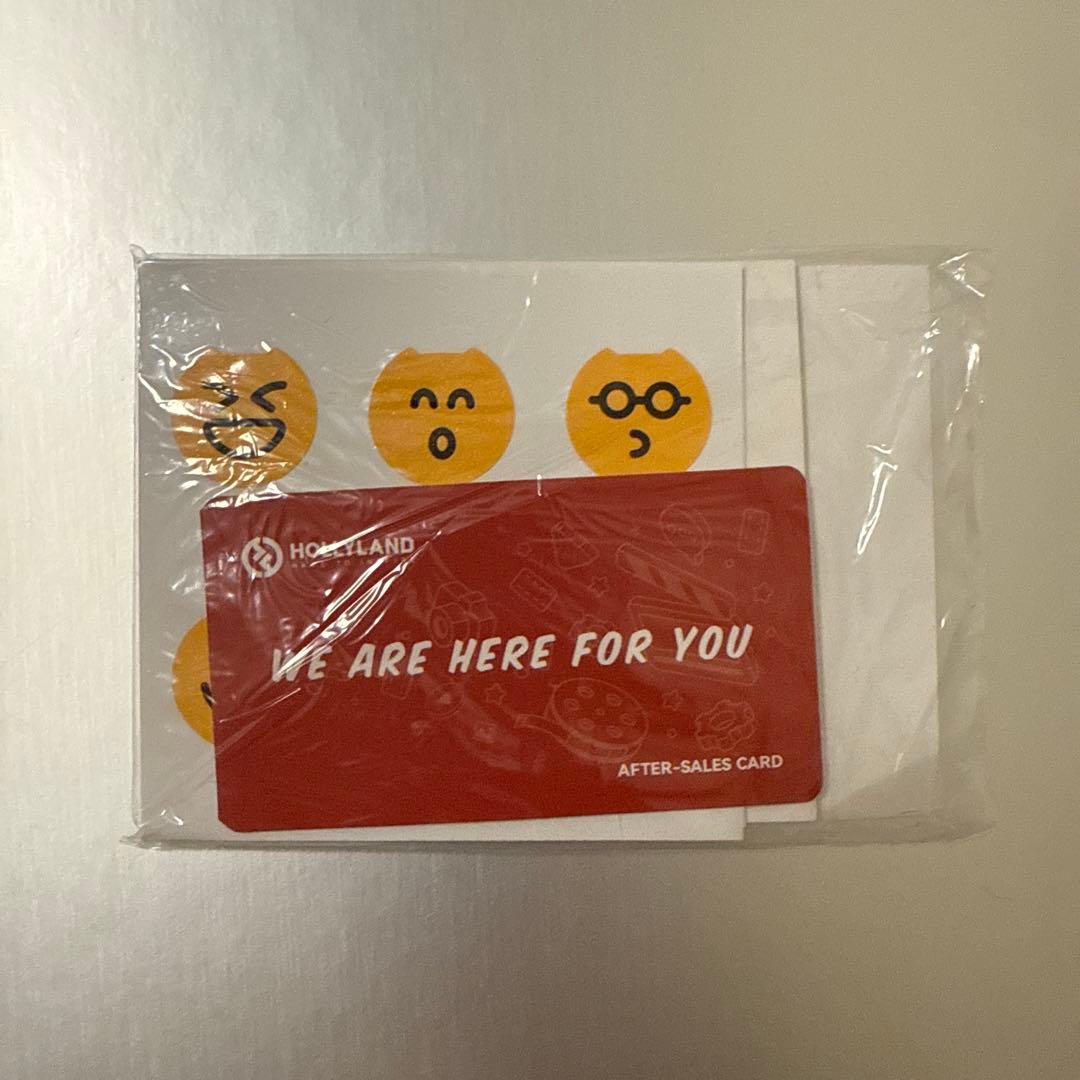 HOLLYLAND
WE ARE HERE FOR YOU
AFTER-SALES CARD